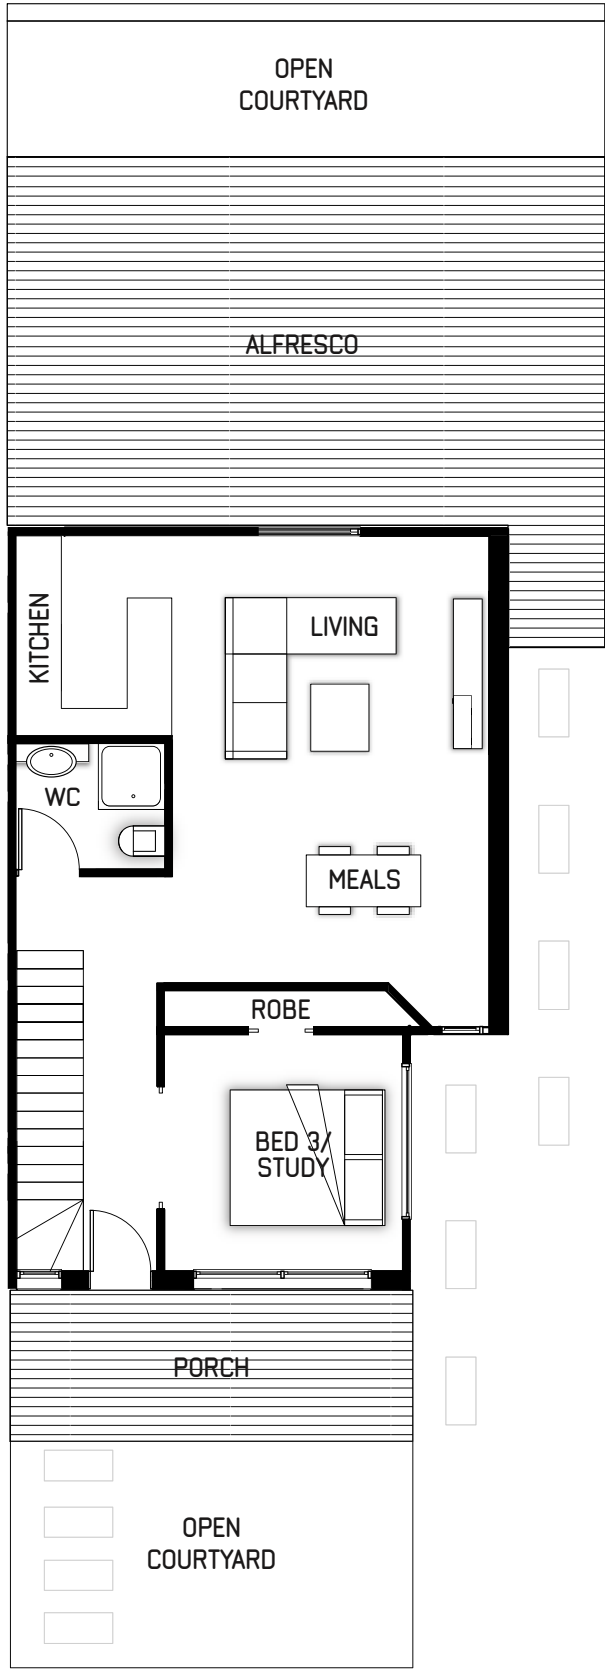 OPEN
COURTYARD
ALFRESCO
KITCHEN
LIVING
WC
MEALS
ROBE
BED 3/
STUDY
PORCH
OPEN
COURTYARD